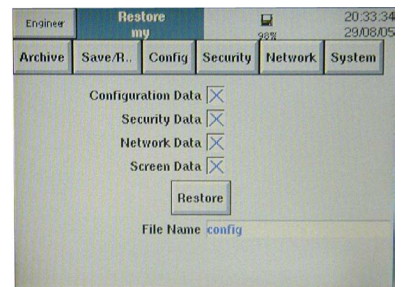 Engineer
Restore
my
98%
20:33:34
29/08/05
Archive Save/R.. Config Security Network System
Configuration Data
Security Data
Network Data
Screen Data
Restore
File Name config